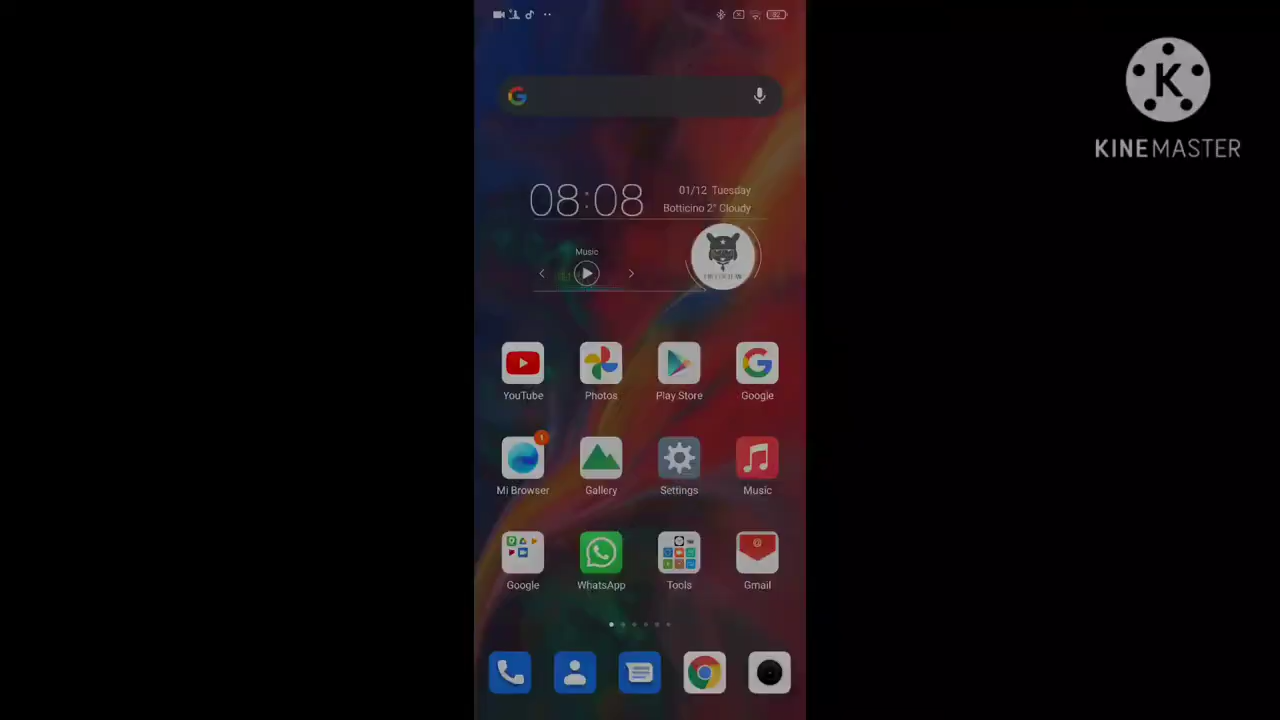 KINEMASTER
08:08
01/12 Tuesday
Botticino 2° Cloudy
Music
YouTube
Photos
Play Store
Google
1
Mi Browser
Gallery
Settings
Music
Google
WhatsApp
Tools
Gmail